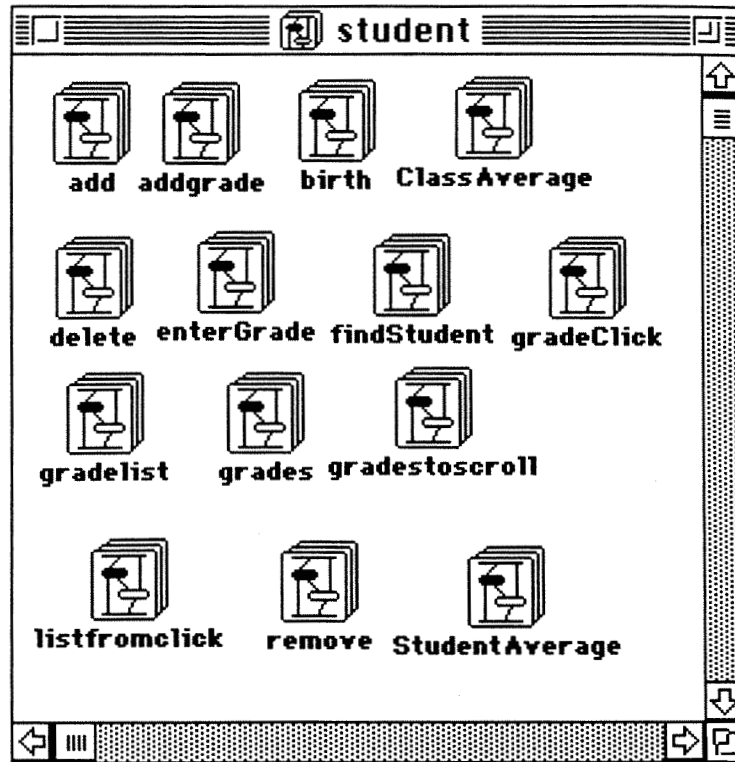 student
add addgrade birth ClassAverage
delete enterGrade findStudent gradeClick
gradelist grades gradestoscroll
listfromclick remove StudentAverage